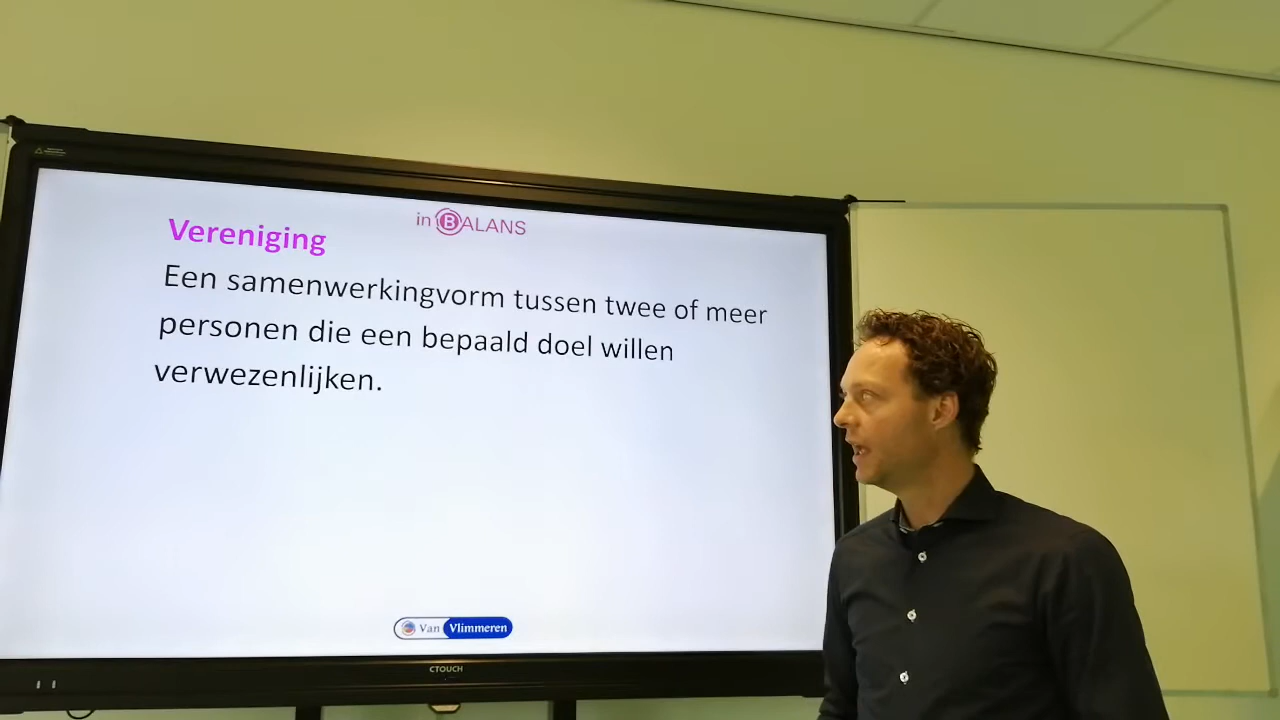 in BALANS
Vereniging
Een samenwerkingvorm tussen twee of meer
personen die een bepaald doel willen
verwezenlijken.
Van Vlimmeren
CTOUCH